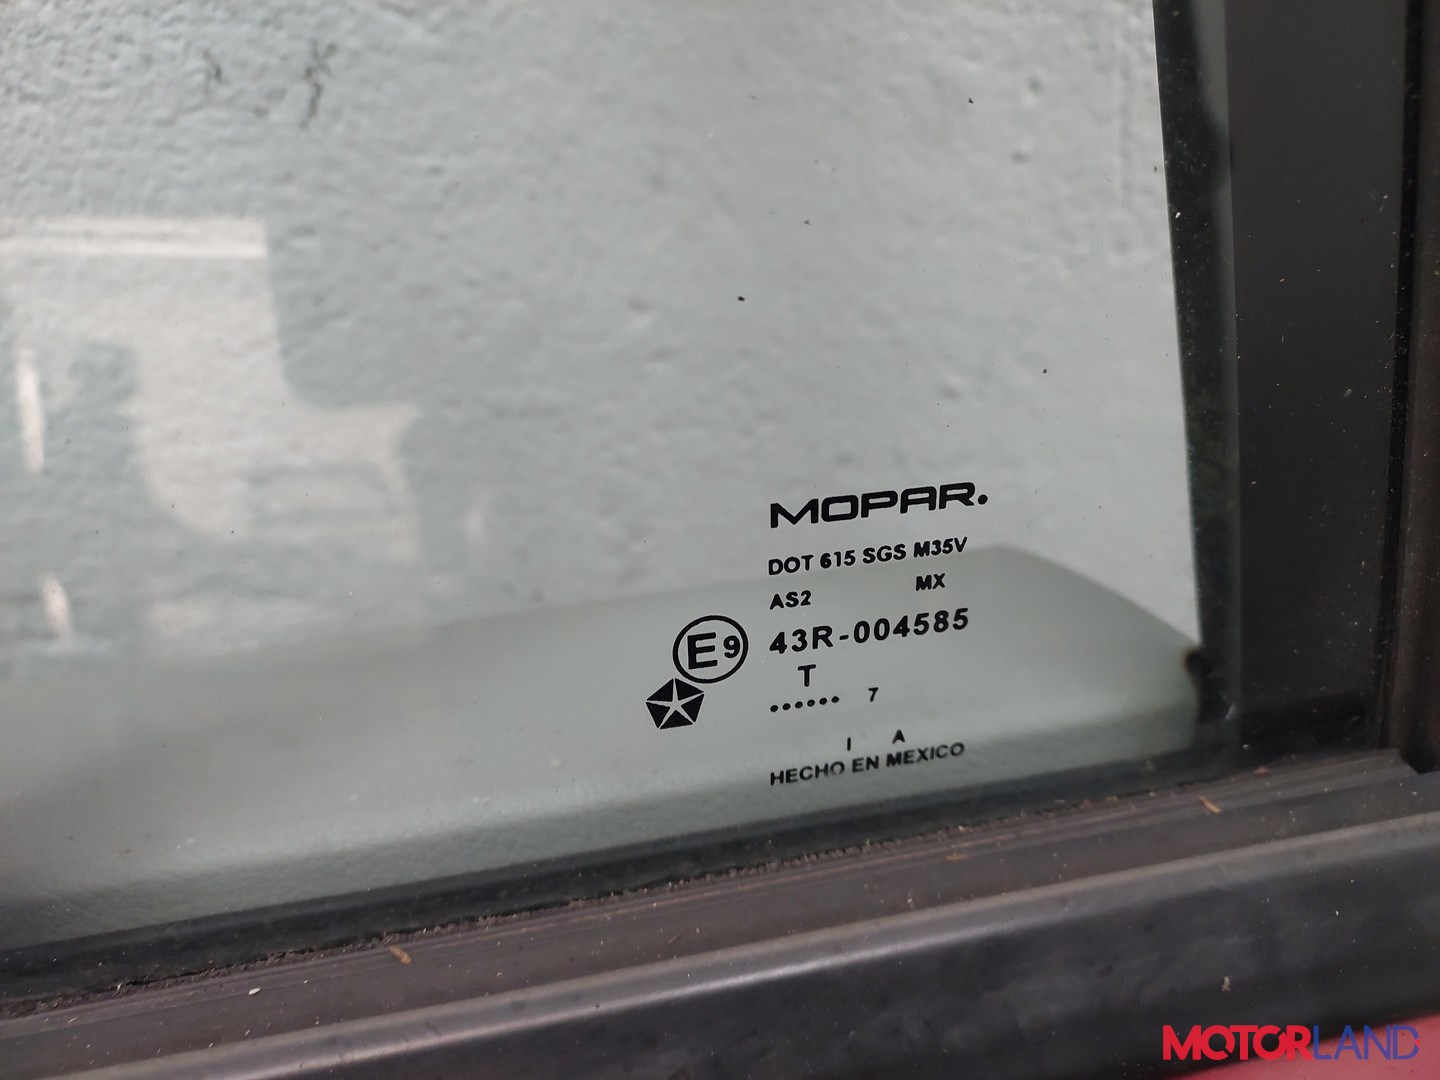 MOPAR.
DOT 615 SGS M35V
AS2 MX
E9 43R-004585
T
...... 7
I A
HECHO EN MEXICO
MOTORLAND